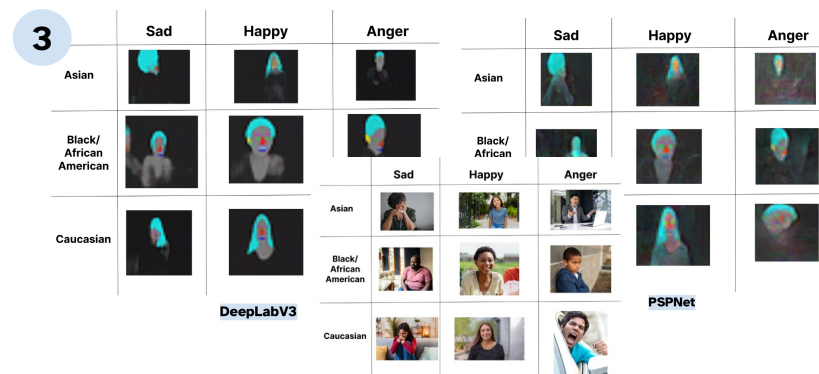 3
Sad Happy Anger
Asian
Black/
African
American
Caucasian
DeepLabV3
Sad Happy Anger
Asian
Black/
African
PSPNet
Sad Happy Anger
Asian
Black/
African
American
Caucasian